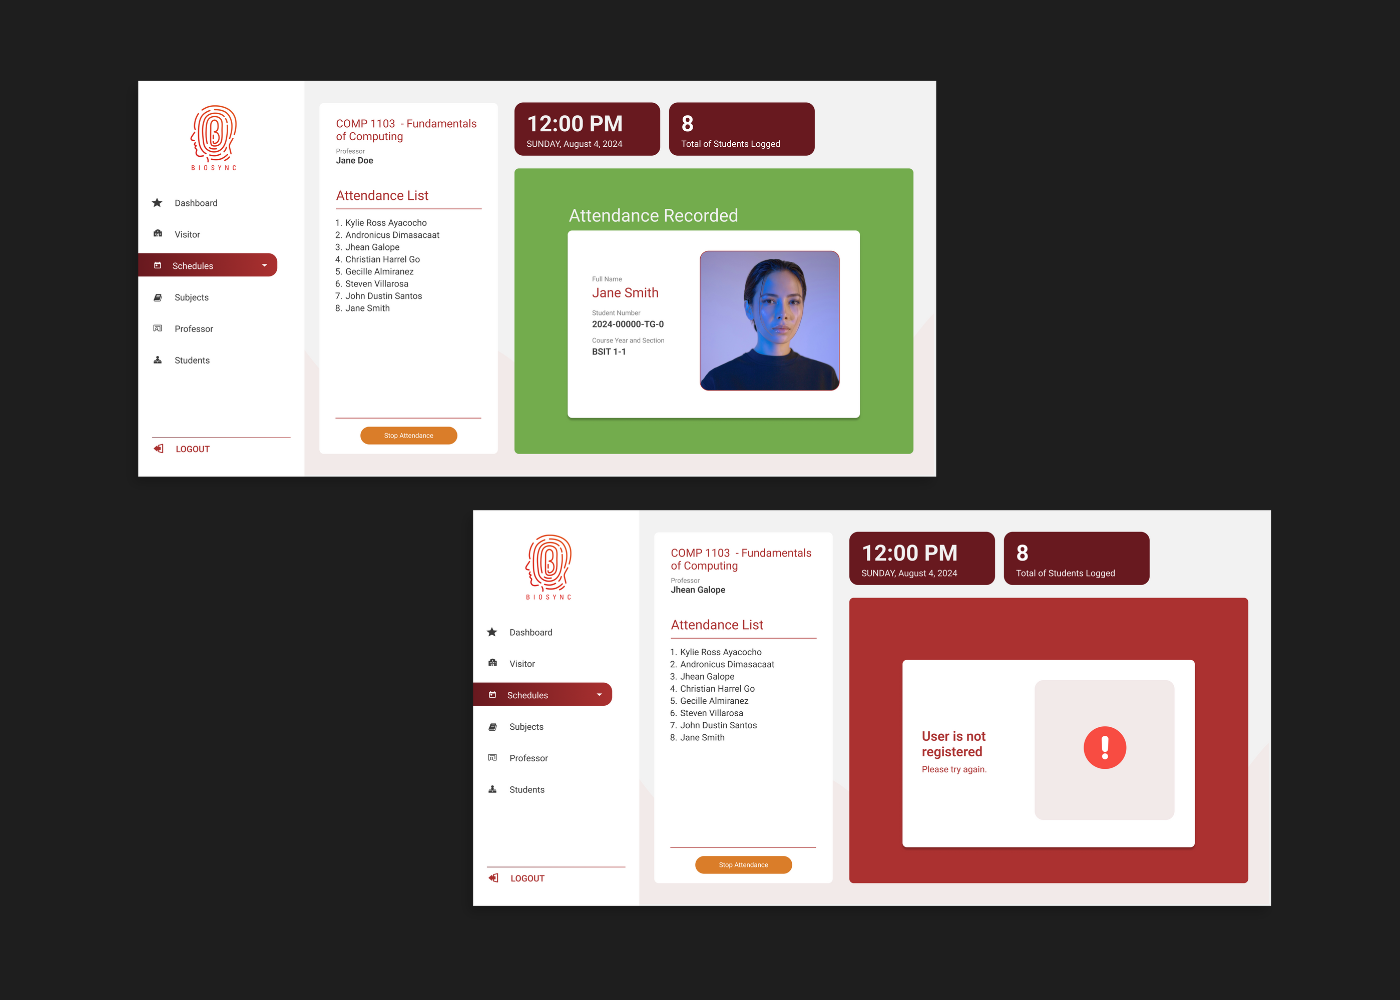 BIOSYNC
Dashboard
Visitor
Schedules
Subjects
Professor
Students
LOGOUT
COMP 1103 - Fundamentals
of Computing
Professor
Jane Doe
Attendance List
1. Kylie Ross Ayacocho
2. Andronicus Dimasacaat
3. Jhean Galope
4. Christian Harrel Go
5. Gecille Almiranez
6. Steven Villarosa
7. John Dustin Santos
8. Jane Smith
Stop Attendance
12:00 PM
SUNDAY, August 4, 2024
8
Total of Students Logged
Attendance Recorded
Full Name
Jane Smith
Student Number
2024-00000-TG-0
Course Year and Section
BSIT 1-1
BIOSYNC
Dashboard
Visitor
Schedules
Subjects
Professor
Students
LOGOUT
COMP 1103 - Fundamentals
of Computing
Professor
Jhean Galope
Attendance List
1. Kylie Ross Ayacocho
2. Andronicus Dimasacaat
3. Jhean Galope
4. Christian Harrel Go
5. Gecille Almiranez
6. Steven Villarosa
7. John Dustin Santos
8. Jane Smith
Stop Attendance
12:00 PM
SUNDAY, August 4, 2024
8
Total of Students Logged
User is not
registered
Please try again.